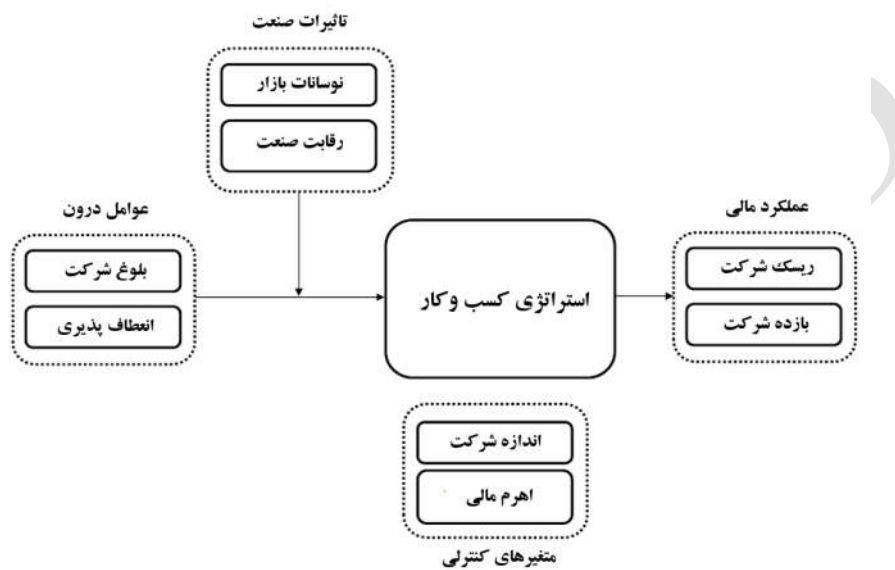 تاثیرات صنعت
نوسانات بازار
رقابت صنعت
عوامل درون
بلوغ شرکت
انعطاف پذیری
استراتژی کسب و کار
عملکرد مالی
ریسک شرکت
بازده شرکت
اندازه شرکت
اهرم مالی
متغیرهای کنترلی